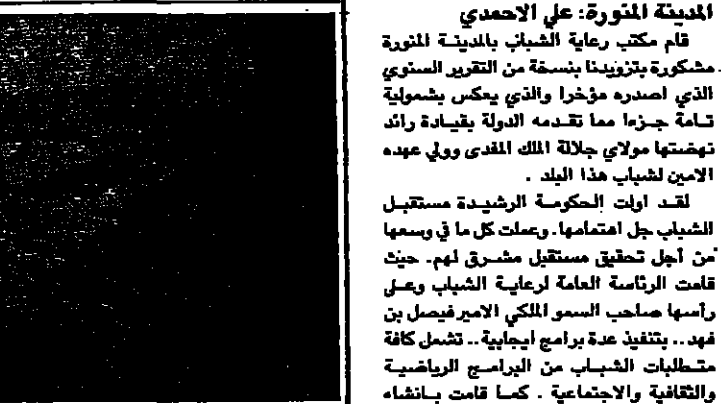 المدينة المنورة: علي الاحمدي
قام مكتب رعاية الشباب بالمدينة المنورة
مشكورة بتزويدنا بنسخة من التقرير السنوي
الذي اصدره مؤخرا والذي يعكس بشمولية
تامة جزءا مما تقدمه الدولة بقيادة رائد
نهضتها مولاي جلالة الملك المفدى وولي عهده
الامين لشباب هذا البلد .
لقد اولت الحكومة الرشيدة مستقبل
الشباب جل اهتمامها. وعملت كل ما في وسعها
من أجل تحقيق مستقبل مشرق لهم. حيث
قامت الرئاسة العامة لرعاية الشباب وعلى
رأسها صاحب السمو الملكي الامير فيصل بن
فهد .. بتنفيذ عدة برامج ايجابية .. تشمل كافة
متطلبات الشباب من البرامج الرياضية
والثقافية والاجتماعية . كما قامت بانشاء